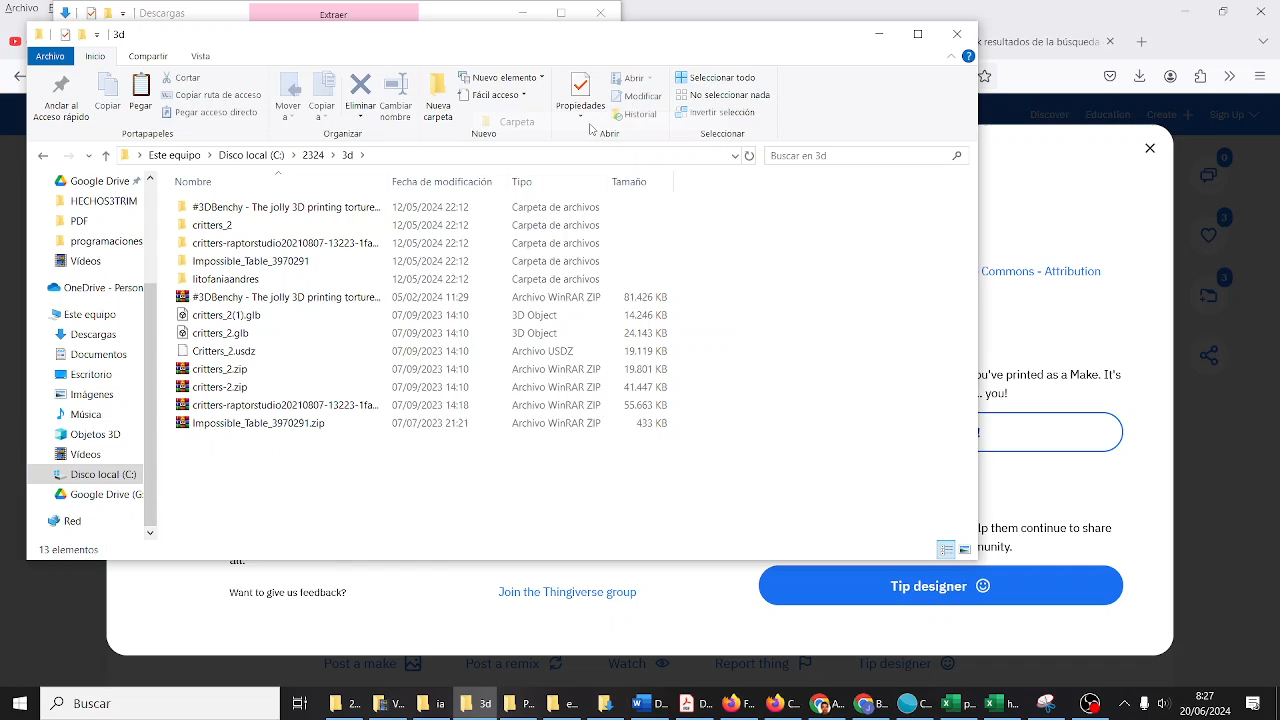 Archivo
Descargas
Extraer
3d
resultados de la búsqueda
Archivo Inicio Compartir Vista
Anclar al Acceso rápido
Copiar
Pegar
Cortar
Copiar ruta de acceso
Pegar acceso directo
Portapapeles
Mover a
Copiar a
Eliminar
Cambiar nombre
Organizar
Nueva carpeta
Nuevo elemento
Fácil acceso
Carpeta
Nuevo
Propiedades
Abrir
Modificar
Historial
Abrir
Seleccionar todo
No seleccionar nada
Invertir selección
Seleccionar
Discover Education Create Sign Up
Este equipo > Disco local (C:) > 2324 > 3d >
Buscar en 3d
Google Drive
HECHOS3TRIM
PDF
programaciones
Vídeos
OneDrive - Person
Este equipo
Descargas
Documentos
Escritorio
Imágenes
Música
Objetos 3D
Vídeos
Disco local (C:)
Google Drive (G:
Red
Nombre Fecha de modificación Tipo Tamaño
#3DBenchy - The jolly 3D printing torture... 12/05/2024 22:12 Carpeta de archivos
critters_2 12/05/2024 22:12 Carpeta de archivos
critters-raptorstudio20210807-13223-1fa... 12/05/2024 22:12 Carpeta de archivos
Impossible_Table_3970291 12/05/2024 22:12 Carpeta de archivos
litofaniaandres 12/05/2024 22:12 Carpeta de archivos
#3DBenchy - The jolly 3D printing torture... 05/02/2024 11:29 Archivo WinRAR ZIP 81.426 KB
critters_2(1).glb 07/09/2023 14:10 3D Object 14.246 KB
critters_2.glb 07/09/2023 14:10 3D Object 24.143 KB
Critters_2.usdz 07/09/2023 14:10 Archivo USDZ 19.119 KB
critters_2.zip 07/09/2023 14:10 Archivo WinRAR ZIP 19.801 KB
critters-2.zip 07/09/2023 14:10 Archivo WinRAR ZIP 41.447 KB
critters-raptorstudio20210807-13223-1fa... 07/09/2023 14:18 Archivo WinRAR ZIP 55.663 KB
Impossible_Table_3970291.zip 07/07/2023 21:21 Archivo WinRAR ZIP 433 KB
13 elementos
0
3
3
Commons - Attribution
you've printed as a Make. It's
you!
lp them continue to share
munity.
Want to give us feedback?
Join the Thingiverse group
Tip designer
Post a make Post a remix Watch Report thing Tip designer
Buscar
2... V... ia 3d P... e... D... D... F... C... A... B... C... p... h...
8:27
20/06/2024